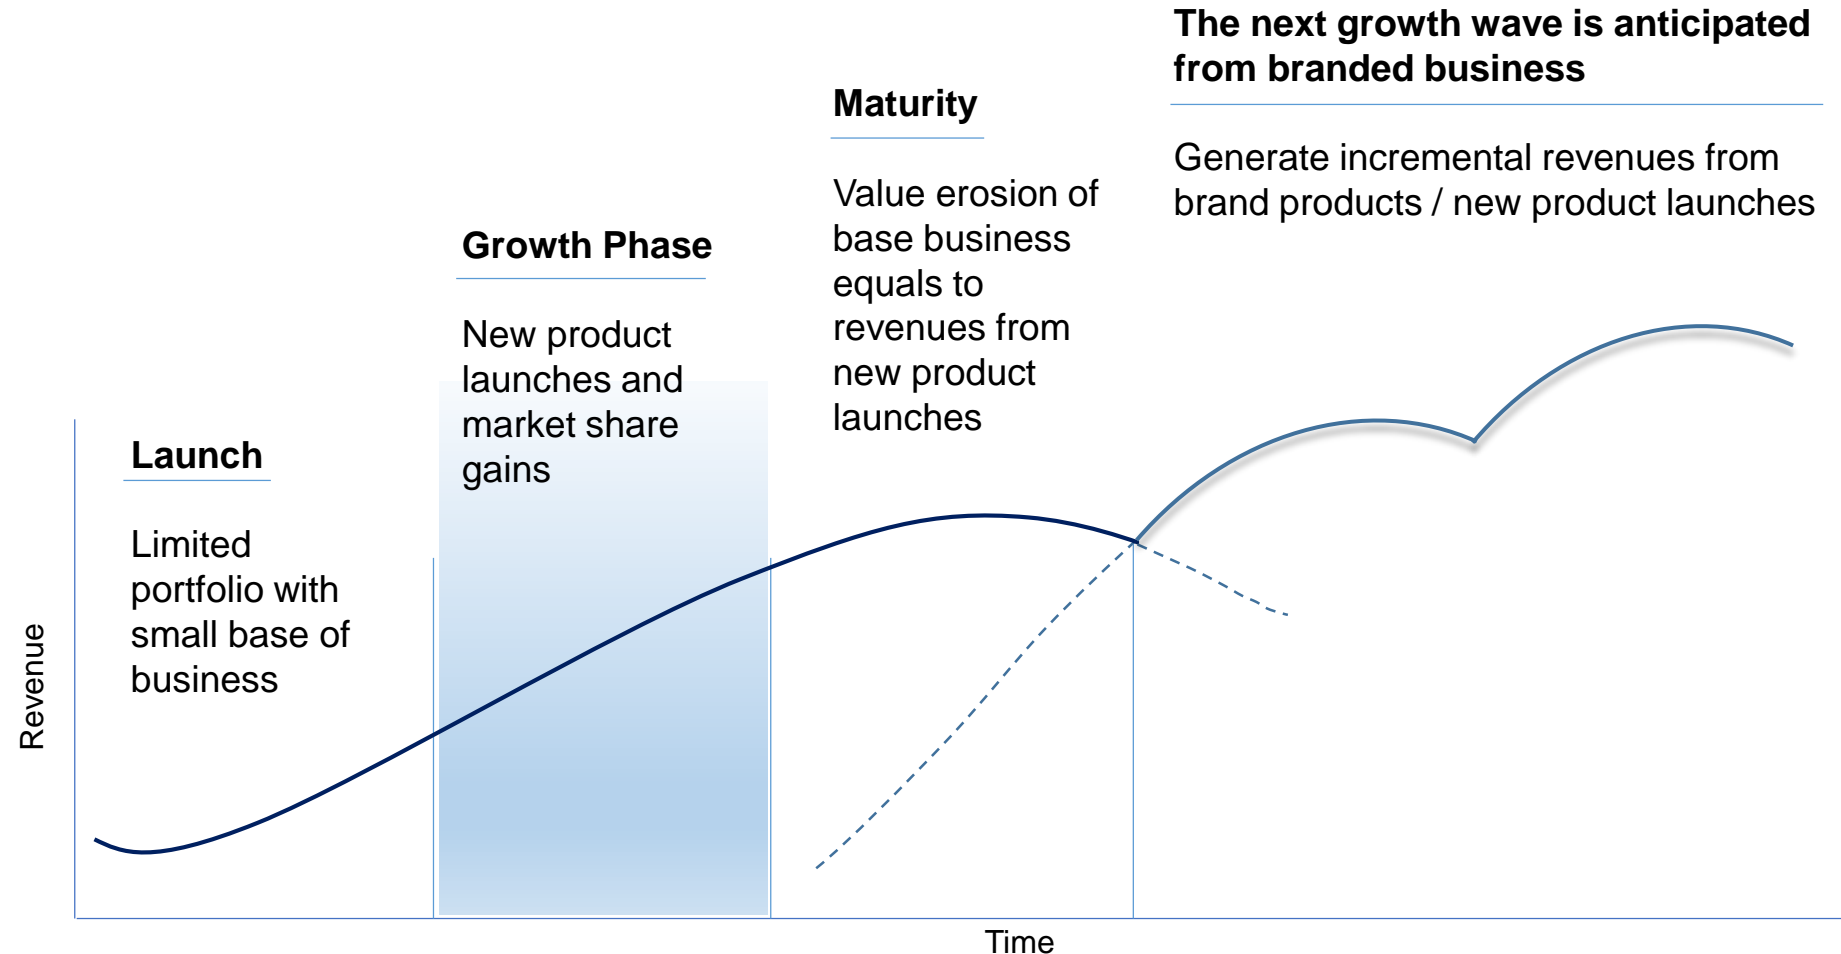 The next growth wave is anticipated
from branded business
Generate incremental revenues from
brand products / new product launches
Maturity
Value erosion of
base business
equals to
revenues from
new product
launches
Growth Phase
New product
launches and
market share
gains
Launch
Limited
portfolio with
small base of
business
Revenue
Time